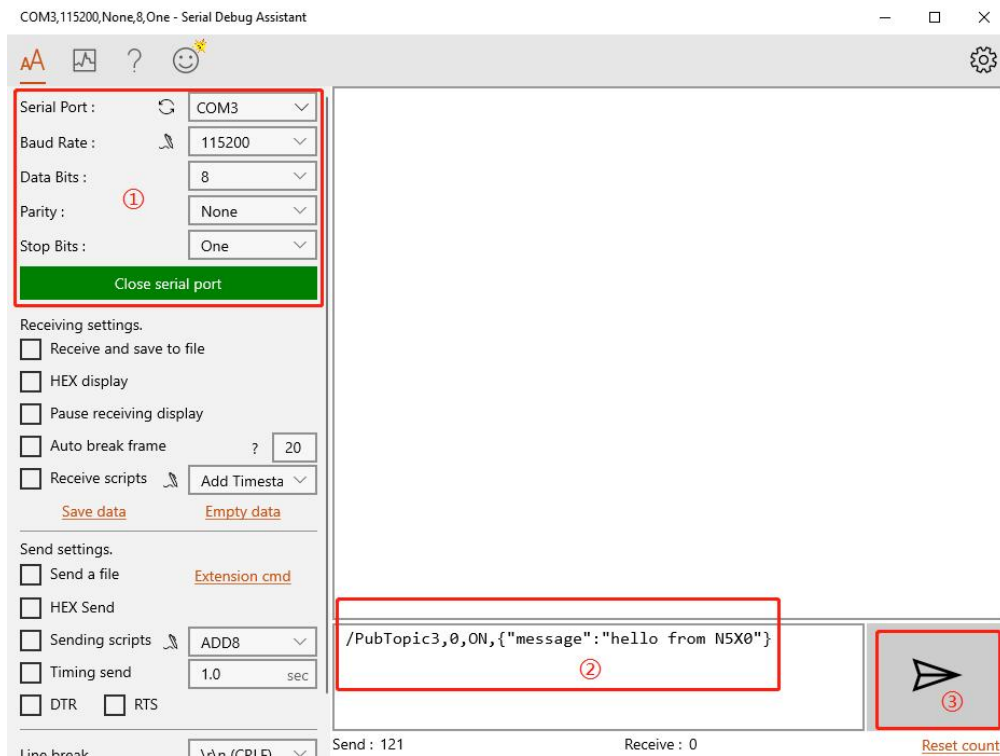 COM3,115200,None,8,One - Serial Debug Assistant
AA
?
Serial Port :
COM3
Baud Rate :
115200
Data Bits :
8
①
Parity :
None
Stop Bits :
One
Close serial port
Receiving settings.
Receive and save to file
HEX display
Pause receiving display
Auto break frame ? 20
Receive scripts Add Timesta
Save data Empty data
Send settings.
Send a file Extension cmd
HEX Send
Sending scripts ADD8
Timing send 1.0 sec
DTR RTS
Line break \r\n (CRLF)
/PubTopic3,0,ON,{"message":"hello from N5X0"}
②
③
Send : 121 Receive : 0 Reset count